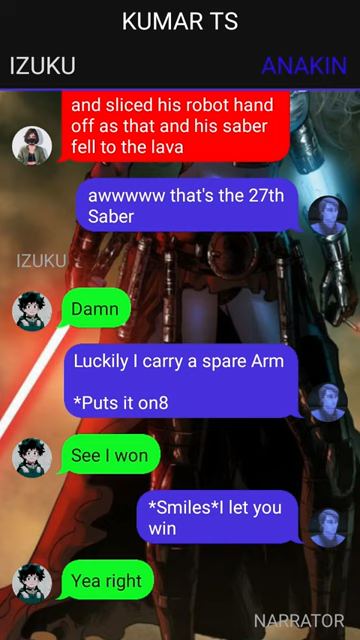 KUMAR TS
IZUKU
ANAKIN
and sliced his robot hand
off as that and his saber
fell to the lava
awwwww that's the 27th
Saber
IZUKU
Damn
Luckily I carry a spare Arm
*Puts it on8
See I won
*Smiles*I let you
win
Yea right
NARRATOR